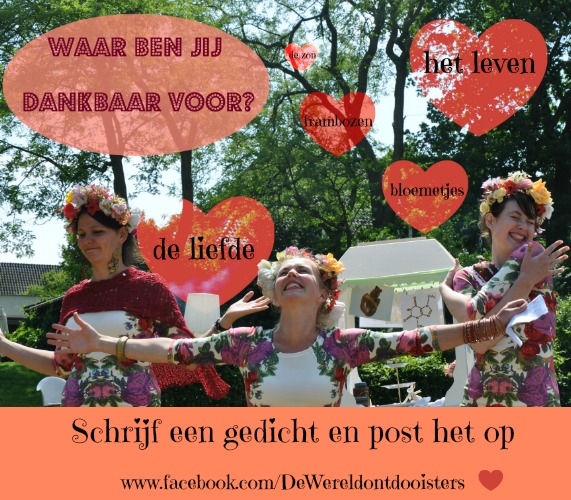 WAAR BEN JIJ
DANKBAAR VOOR?
de zon
het leven
frambozen
bloemetjes
de liefde
Schrijf een gedicht en post het op
www.facebook.com/DeWereldontdooisters